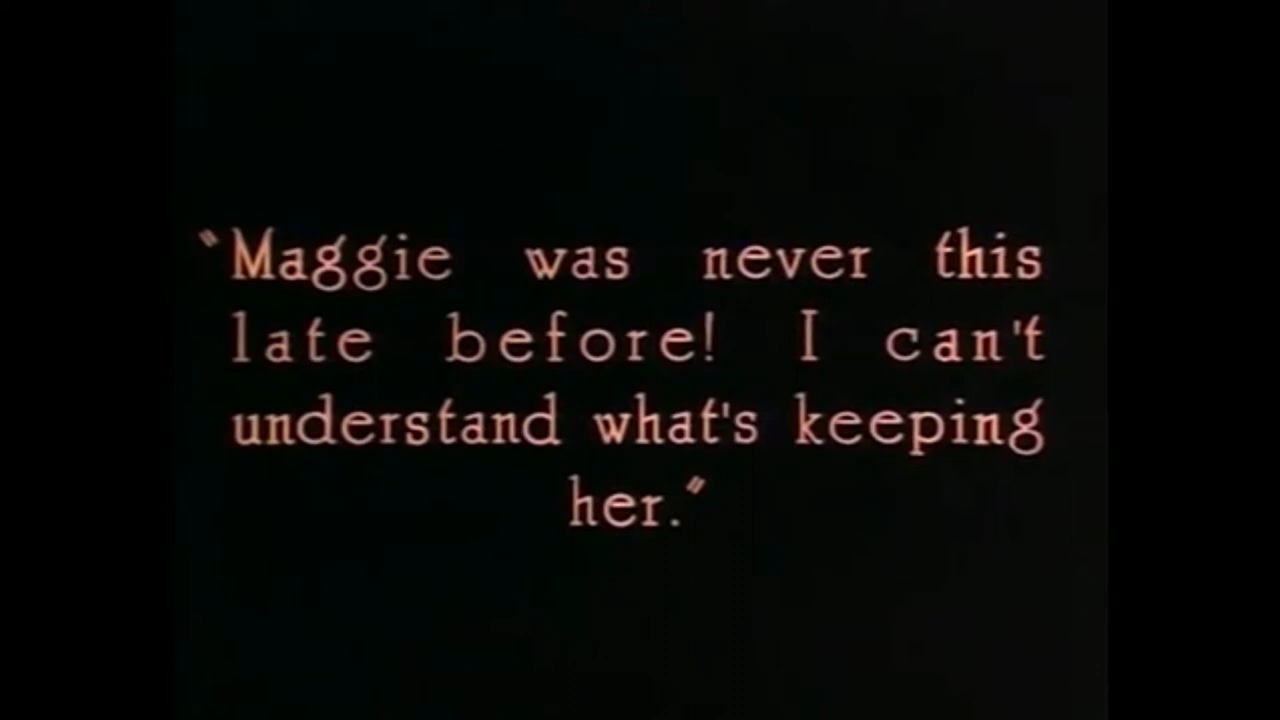 "Maggie was never this
late before! I can't
understand what's keeping
her."